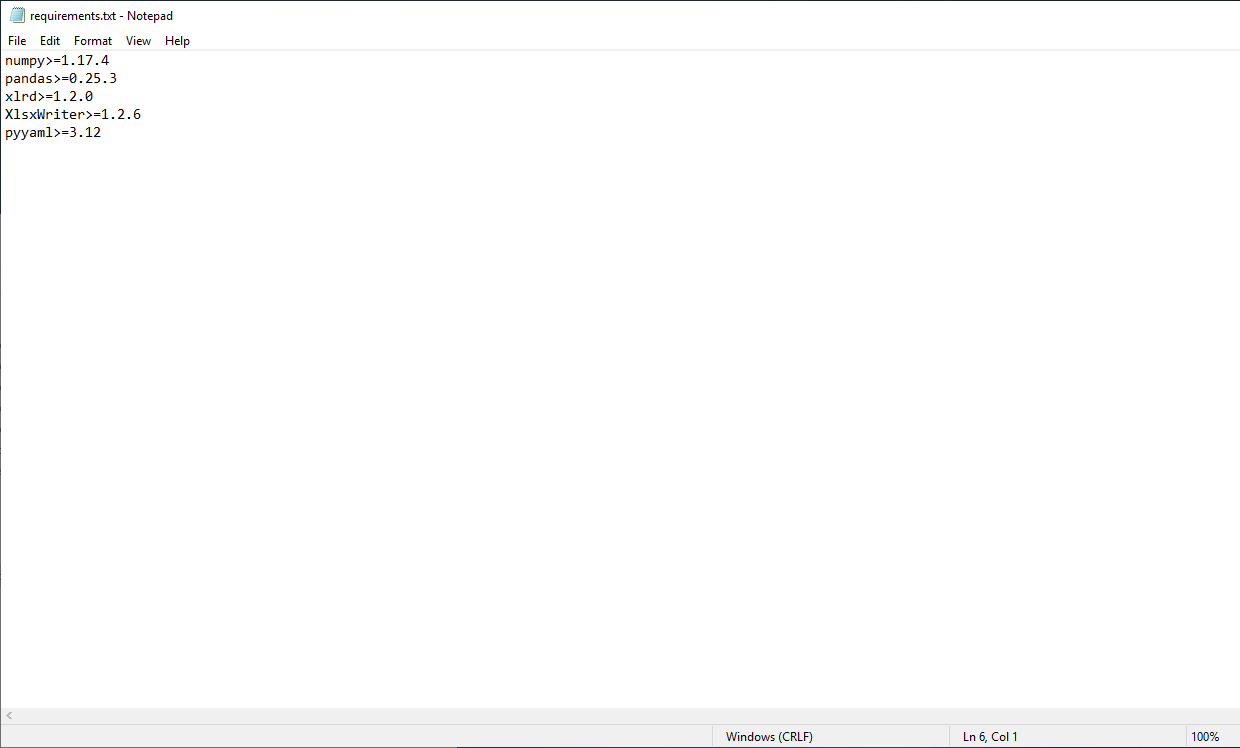 requirements.txt - Notepad
File Edit Format View Help
numpy>=1.17.4
pandas>=0.25.3
xlrd>=1.2.0
XlsxWriter>=1.2.6
pyyaml>=3.12
Windows (CRLF) Ln 6, Col 1 100%